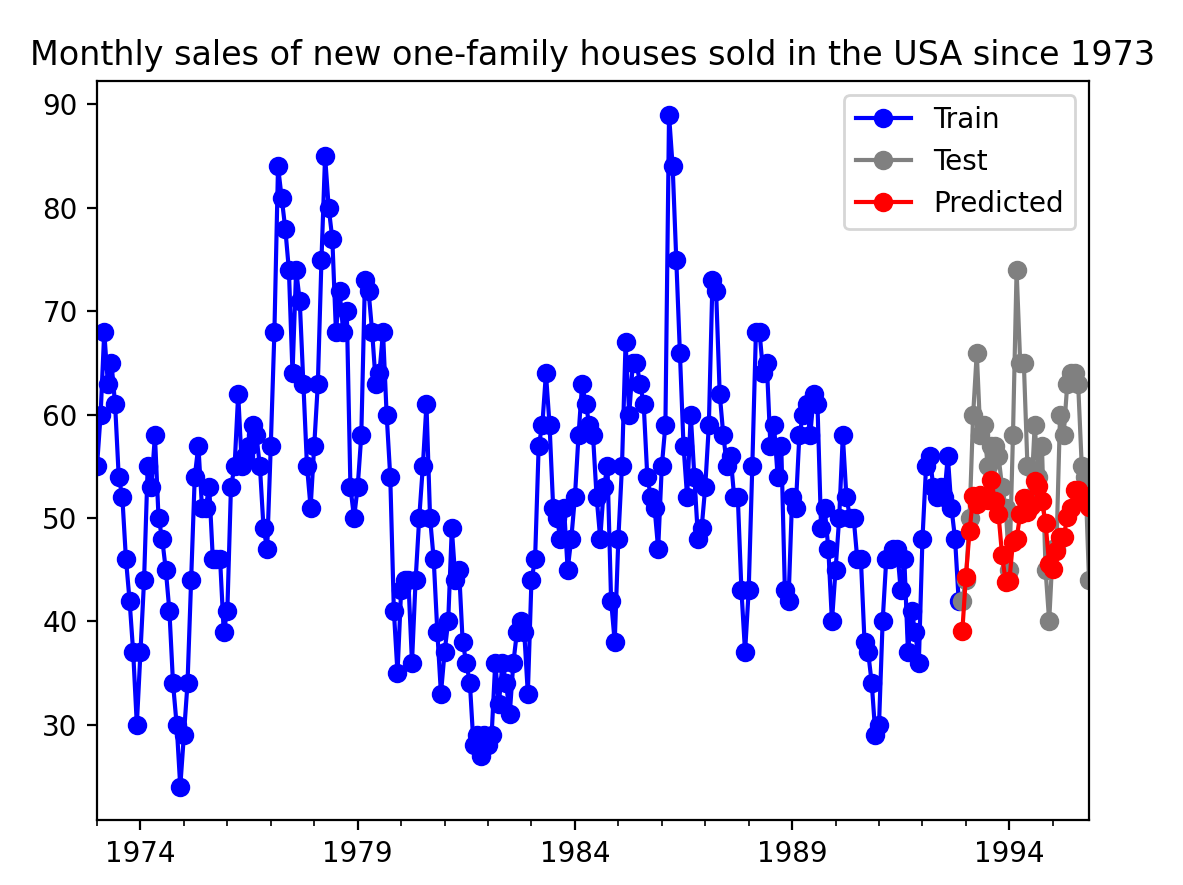 Monthly sales of new one-family houses sold in the USA since 1973
90
80
70
60
50
40
30
Train
Test
Predicted
1974 1979 1984 1989 1994